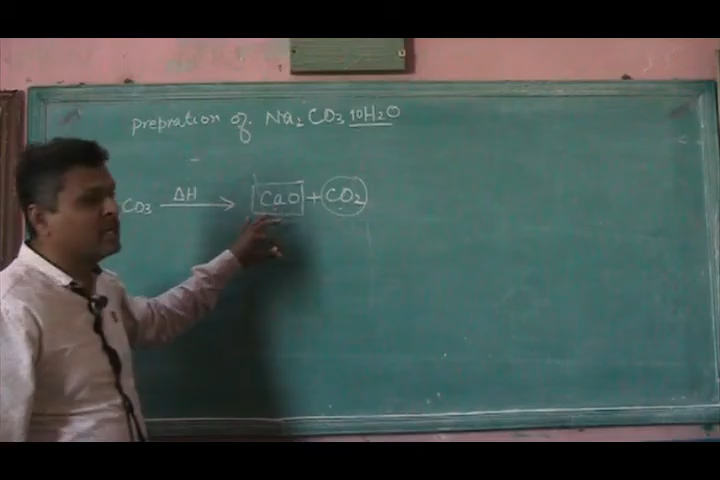 prepration of. Na₂CO₃ 10H₂O
CO₃ ΔH → CaO + CO₂